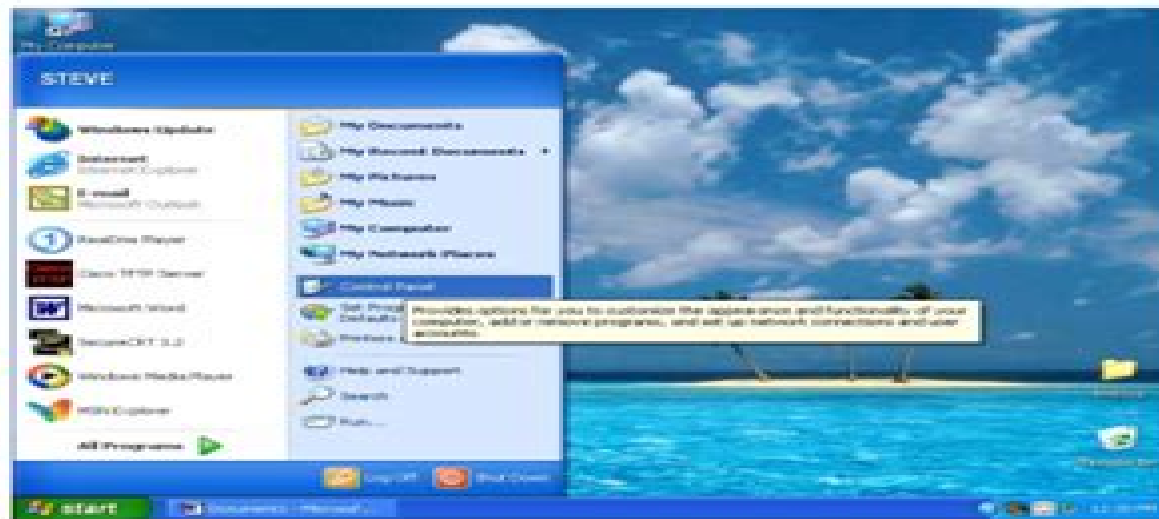 My Computer
STEVE
Windows Update
Internet
Internet Explorer
E-mail
Microsoft Outlook
RealOne Player
Cisco TFTP Server
Microsoft Word
SecureCRT
Windows Media Player
MSN Explorer
All Programs
My Documents
My Recent Documents
My Pictures
My Music
My Computer
My Network Places
Control Panel
Set
Defaults
Printers
Help and Support
Search
Run...
Provides options for you to customize the appearance and functionality of your
computer, add or remove programs, and set up network connections and user
accounts.
Log Off
Shut Down
start